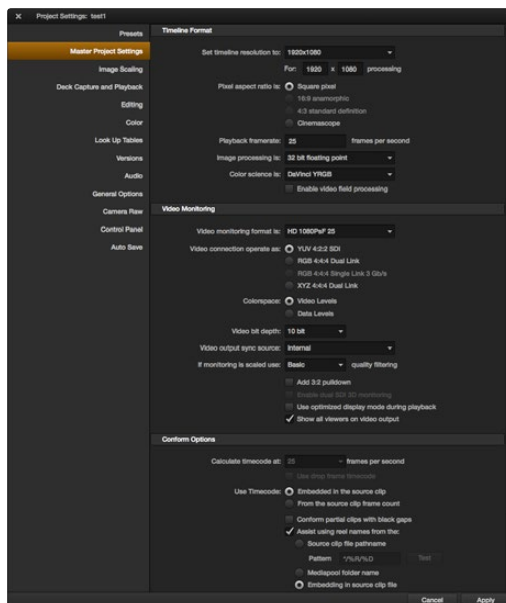 Project Settings: test1
Presets
Master Project Settings
Image Scaling
Deck Capture and Playback
Editing
Color
Look Up Tables
Versions
Audio
General Options
Camera Raw
Control Panel
Auto Save
Timeline Format
Set timeline resolution to: 1920x1080
For: 1920 x 1080 processing
Pixel aspect ratio is: Square pixel
16:9 anamorphic
4:3 standard definition
Cinemascope
Playback framerate: 25 frames per second
Image processing is: 32 bit floating point
Color science is: DaVinci YRGB
Enable video field processing
Video Monitoring
Video monitoring format is: HD 1080PsF 25
Video connection operate as: YUV 4:2:2 SDI
RGB 4:4:4 Dual Link
RGB 4:4:4 Single Link 3 Gb/s
XYZ 4:4:4 Dual Link
Colorspace: Video Levels
Data Levels
Video bit depth: 10 bit
Video output sync source: Internal
If monitoring is scaled use: Basic quality filtering
Add 3:2 pulldown
Enable dual SDI 3D monitoring
Use optimized display mode during playback
Show all viewers on video output
Conform Options
Calculate timecode at: 25 frames per second
Use drop frame timecode
Use Timecode: Embedded in the source clip
From the source clip frame count
Conform partial clips with black gaps
Assist using reel names from the:
Source clip file pathname
Pattern */%R/%D Test
Mediapool folder name
Embedding in source clip file
Cancel Apply